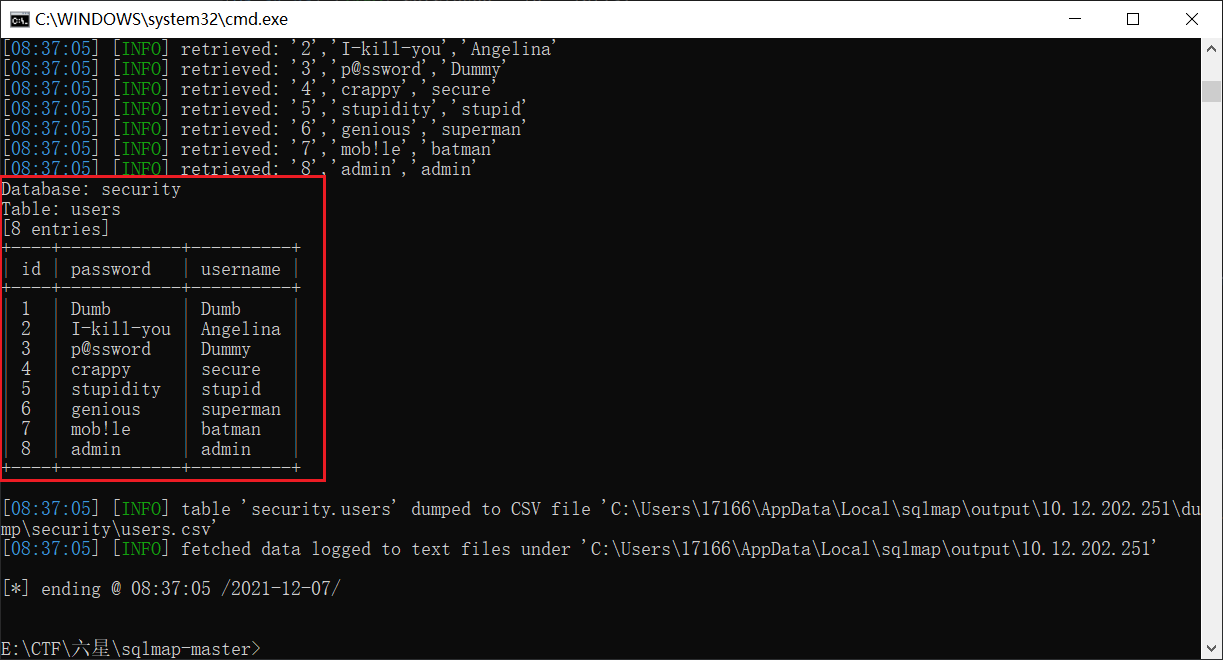 C:\WINDOWS\system32\cmd.exe
[08:37:05] [INFO] retrieved: '2','I-kill-you','Angelina'
[08:37:05] [INFO] retrieved: '3','p@ssword','Dummy'
[08:37:05] [INFO] retrieved: '4','crappy','secure'
[08:37:05] [INFO] retrieved: '5','stupidity','stupid'
[08:37:05] [INFO] retrieved: '6','genious','superman'
[08:37:05] [INFO] retrieved: '7','mob!le','batman'
[08:37:05] [INFO] retrieved: '8','admin','admin'
Database: security
Table: users
[8 entries]
+----+------------+----------+
| id | password   | username |
+----+------------+----------+
| 1  | Dumb       | Dumb     |
| 2  | I-kill-you | Angelina |
| 3  | p@ssword   | Dummy    |
| 4  | crappy     | secure   |
| 5  | stupidity  | stupid   |
| 6  | genious    | superman |
| 7  | mob!le     | batman   |
| 8  | admin      | admin    |
+----+------------+----------+
[08:37:05] [INFO] table 'security.users' dumped to CSV file 'C:\Users\17166\AppData\Local\sqlmap\output\10.12.202.251\du
mp\security\users.csv'
[08:37:05] [INFO] fetched data logged to text files under 'C:\Users\17166\AppData\Local\sqlmap\output\10.12.202.251'
[*] ending @ 08:37:05 /2021-12-07/
E:\CTF\六星\sqlmap-master>